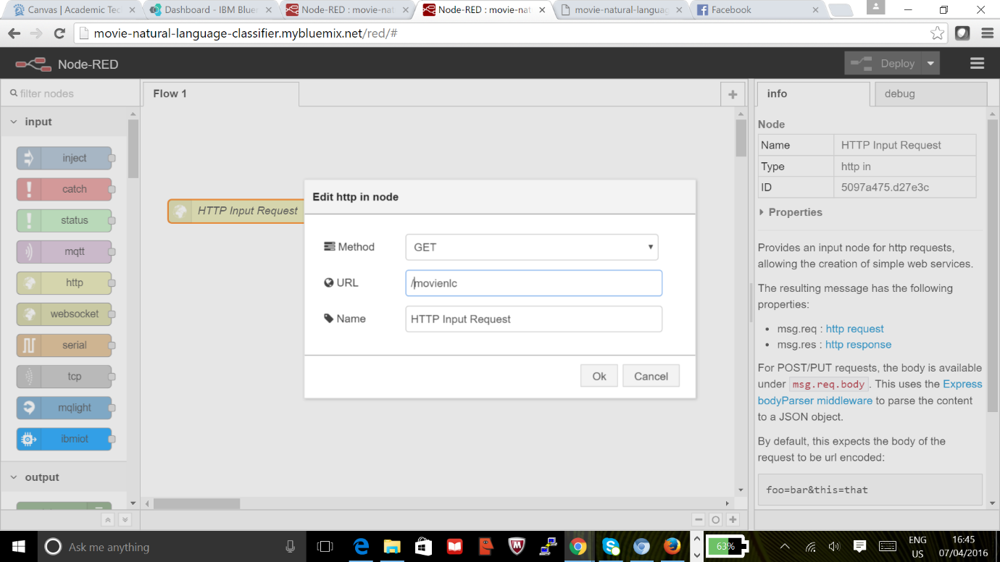 Canvas | Academic Tech
Dashboard - IBM Bluem
Node-RED : movie-nat
Node-RED : movie-nat
movie-natural-languag
Facebook
movie-natural-language-classifier.mybluemix.net/red/#
Node-RED
Deploy
filter nodes
Flow 1
info
debug
input
inject
catch
status
mqtt
http
websocket
serial
tcp
mqlight
ibmiot
output
HTTP Input Request
Edit http in node
Method
GET
URL
/movienlc
Name
HTTP Input Request
Ok
Cancel
Node
Name HTTP Input Request
Type http in
ID 5097a475.d27e3c
Properties
Provides an input node for http requests,
allowing the creation of simple web services.
The resulting message has the following
properties:
• msg.req : http request
• msg.res : http response
For POST/PUT requests, the body is available
under msg.req.body. This uses the Express
bodyParser middleware to parse the content
to a JSON object.
By default, this expects the body of the
request to be url encoded:
foo=bar&this=that
Ask me anything
63%
ENG
US
16:45
07/04/2016